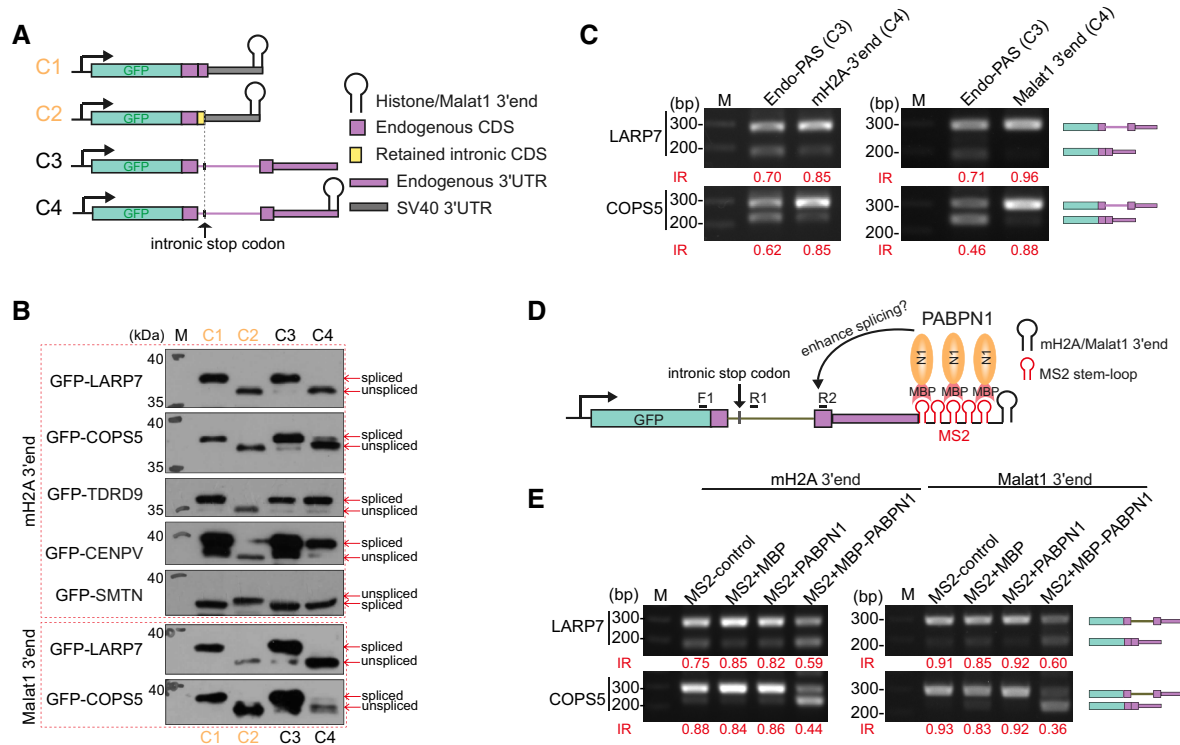 A
C1
GFP
C2
GFP
C3
GFP
C4
GFP
intronic stop codon
Histone/Malat1 3'end
Endogenous CDS
Retained intronic CDS
Endogenous 3'UTR
SV40 3'UTR
B
(kDa) M C1 C2 C3 C4
mH2A 3'end
GFP-LARP7
40
35
spliced
unspliced
GFP-COPS5
40
35
spliced
unspliced
GFP-TDRD9
35
spliced
unspliced
GFP-CENPV
40
spliced
unspliced
GFP-SMTN
40
unspliced
spliced
Malat1 3'end
GFP-LARP7
40
spliced
unspliced
GFP-COPS5
40
spliced
unspliced
C1 C2 C3 C4
C
(bp) M Endo-PAS (C3) mH2A-3'end (C4)
M Endo-PAS (C3) Malat1 3'end (C4)
LARP7
300-
200-
IR 0.70 0.85
0.71 0.96
COPS5
300-
200-
200-
IR 0.62 0.85
IR 0.46 0.88
D
enhance splicing?
PABPN1
N1 N1 N1
MBP MBP MBP
MS2
intronic stop codon
F1 R1 R2
GFP
mH2A/Malat1 3'end
MS2 stem-loop
E
mH2A 3'end
Malat1 3'end
(bp) M MS2-control MS2+MBP MS2+PABPN1 MS2+MBP-PABPN1
M MS2-control MS2+MBP MS2+PABPN1 MS2+MBP-PABPN1
LARP7
300-
200-
IR 0.75 0.85 0.82 0.59
IR 0.91 0.85 0.92 0.60
COPS5
300-
200-
IR 0.88 0.84 0.86 0.44
IR 0.93 0.83 0.92 0.36